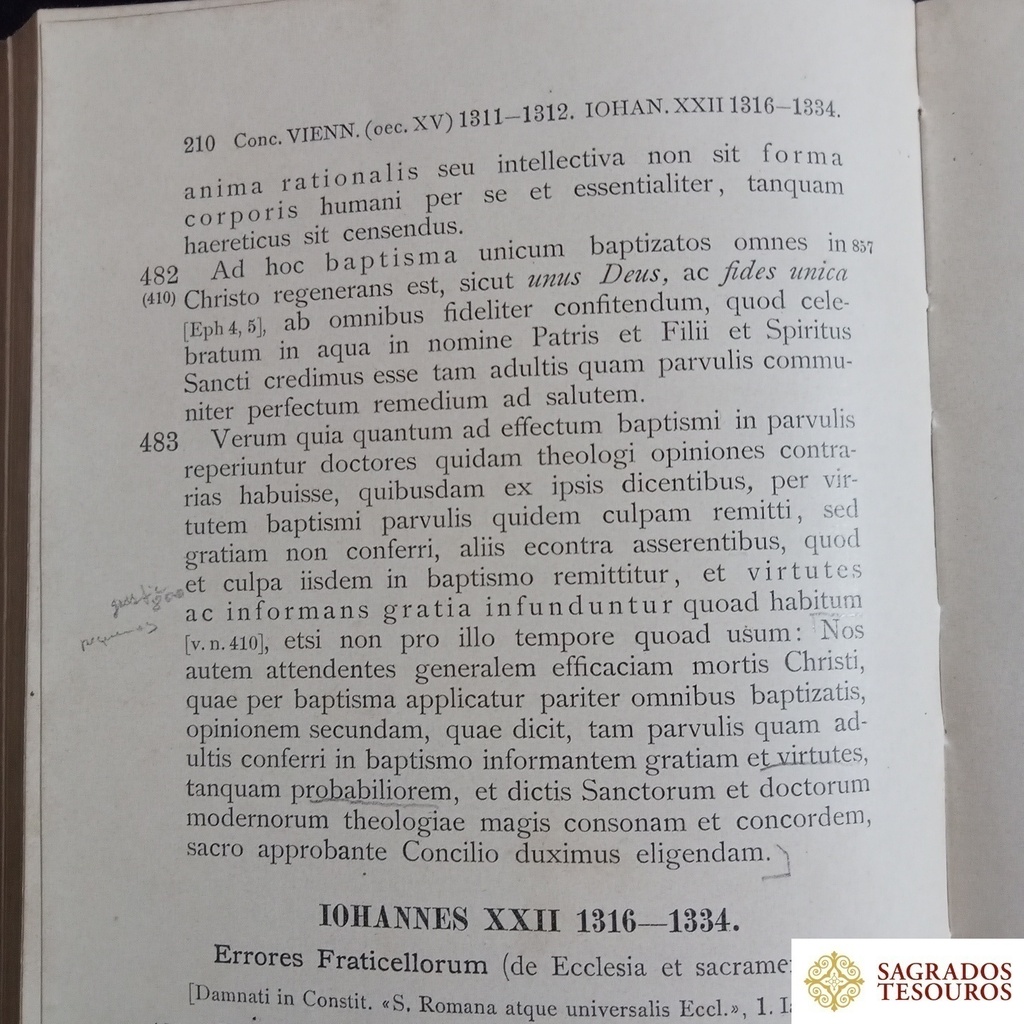 210 Conc. VIENN. (oec. XV) 1311—1312. IOHAN. XXII 1316—1334.
anima rationalis seu intellectiva non sit forma
corporis humani per se et essentialiter, tanquam
haereticus sit censendus.
482 Ad hoc baptisma unicum baptizatos omnes in 857
(410) Christo regenerans est, sicut unus Deus, ac fides unica
[Eph 4, 5], ab omnibus fideliter confitendum, quod cele-
bratum in aqua in nomine Patris et Filii et Spiritus
Sancti credimus esse tam adultis quam parvulis commu-
niter perfectum remedium ad salutem.
483 Verum quia quantum ad effectum baptismi in parvulis
reperiuntur doctores quidam theologi opiniones contra-
rias habuisse, quibusdam ex ipsis dicentibus, per vir-
tutem baptismi parvulis quidem culpam remitti, sed
gratiam non conferri, aliis econtra asserentibus, quod
et culpa iisdem in baptismo remittitur, et virtutes
ac informans gratia infunduntur quoad habitum
[v. n. 410], etsi non pro illo tempore quoad usum: Nos
autem attendentes generalem efficaciam mortis Christi,
quae per baptisma applicatur pariter omnibus baptizatis,
opinionem secundam, quae dicit, tam parvulis quam ad-
ultis conferri in baptismo informantem gratiam et virtutes,
tanquam probabiliorem, et dictis Sanctorum et doctorum
modernorum theologiae magis consonam et concordem,
sacro approbante Concilio duximus eligendam.
IOHANNES XXII 1316—1334.
Errores Fraticellorum (de Ecclesia et sacrame
[Damnati in Constit. «S. Romana atque universalis Eccl.», 1. I
SAGRADOS
TESOUROS